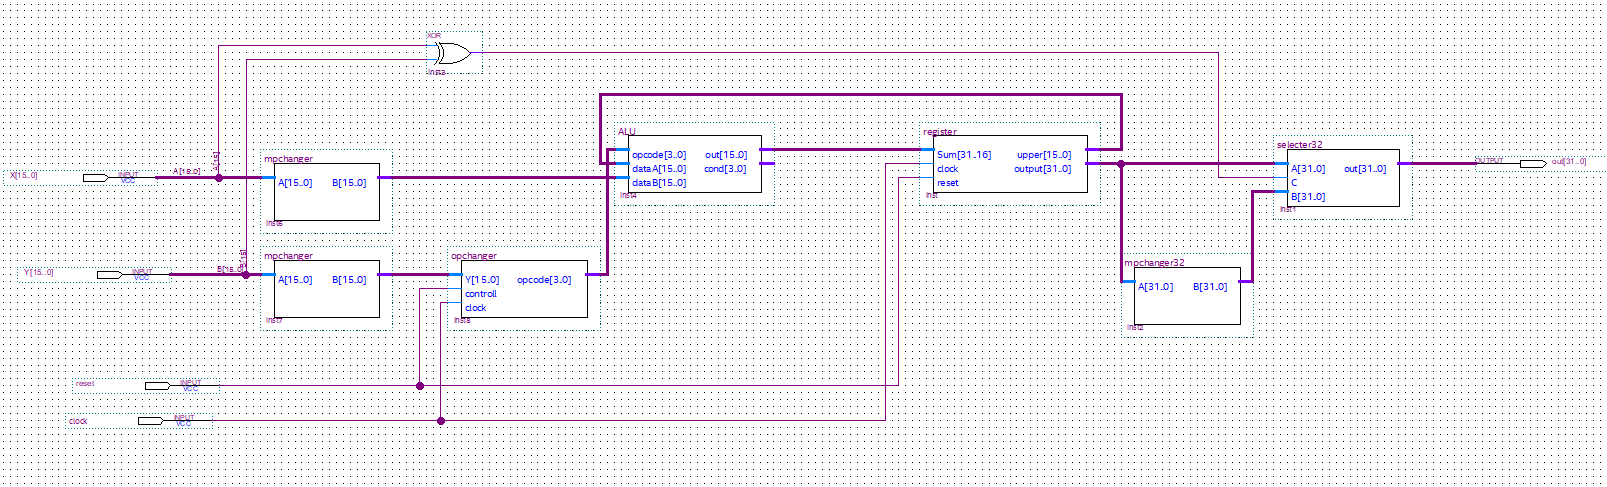 XOR
inst3
A[15]
ALU
opcode[3..0]
dataA[15..0]
dataB[15..0]
out[15..0]
cond[3..0]
inst4
register
Sum[31..16]
clock
reset
upper[15..0]
output[31..0]
inst
selecter32
A[31..0]
C
B[31..0]
out[31..0]
inst1
OUTPUT
out[31..0]
X[15..0]
INPUT
VCC
A[15..0]
mpchanger
A[15..0]
B[15..0]
Y[15..0]
INPUT
VCC
B[15..0]
B[15]
mpchanger
A[15..0]
B[15..0]
inst7
opchanger
Y[15..0]
controll
clock
opcode[3..0]
mpchanger32
A[31..0]
B[31..0]
inst2
reset
INPUT
VCC
clock
INPUT
VCC